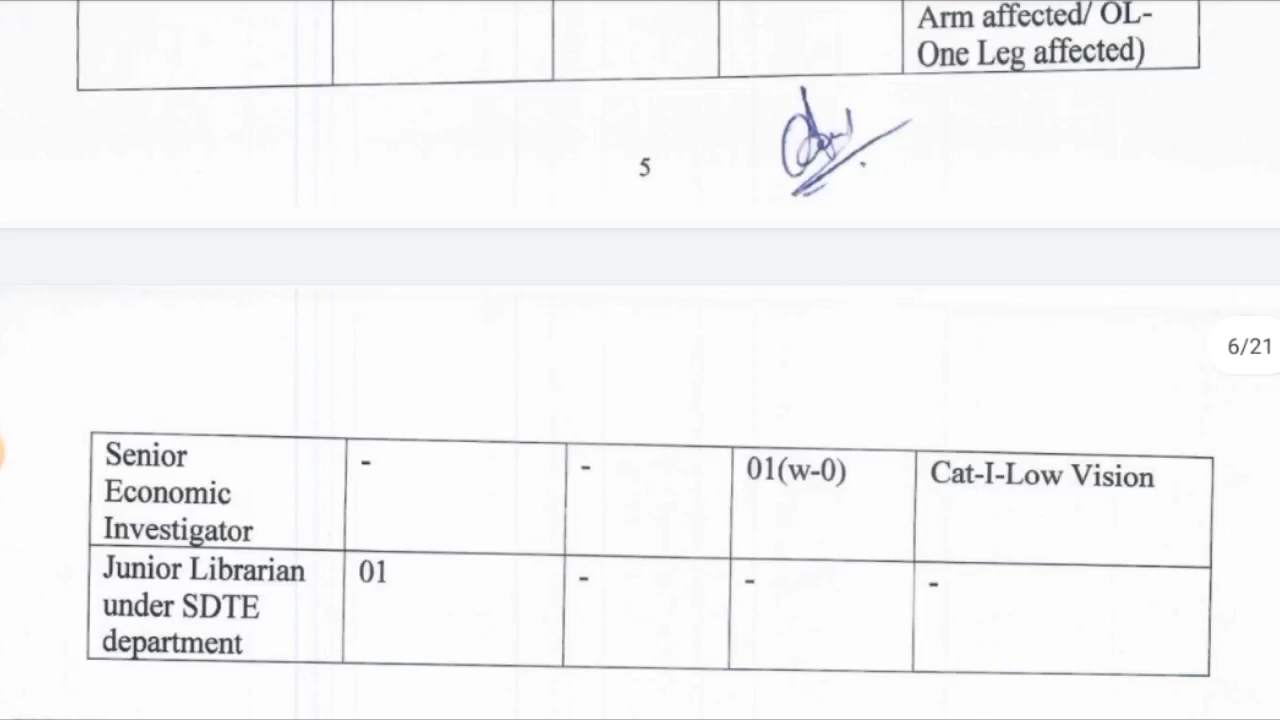 Arm affected/ OL-
One Leg affected)
5
6/21
Senior
Economic
Investigator
-
-
01(w-0)
Cat-I-Low Vision
Junior Librarian
under SDTE
department
01
-
-
-